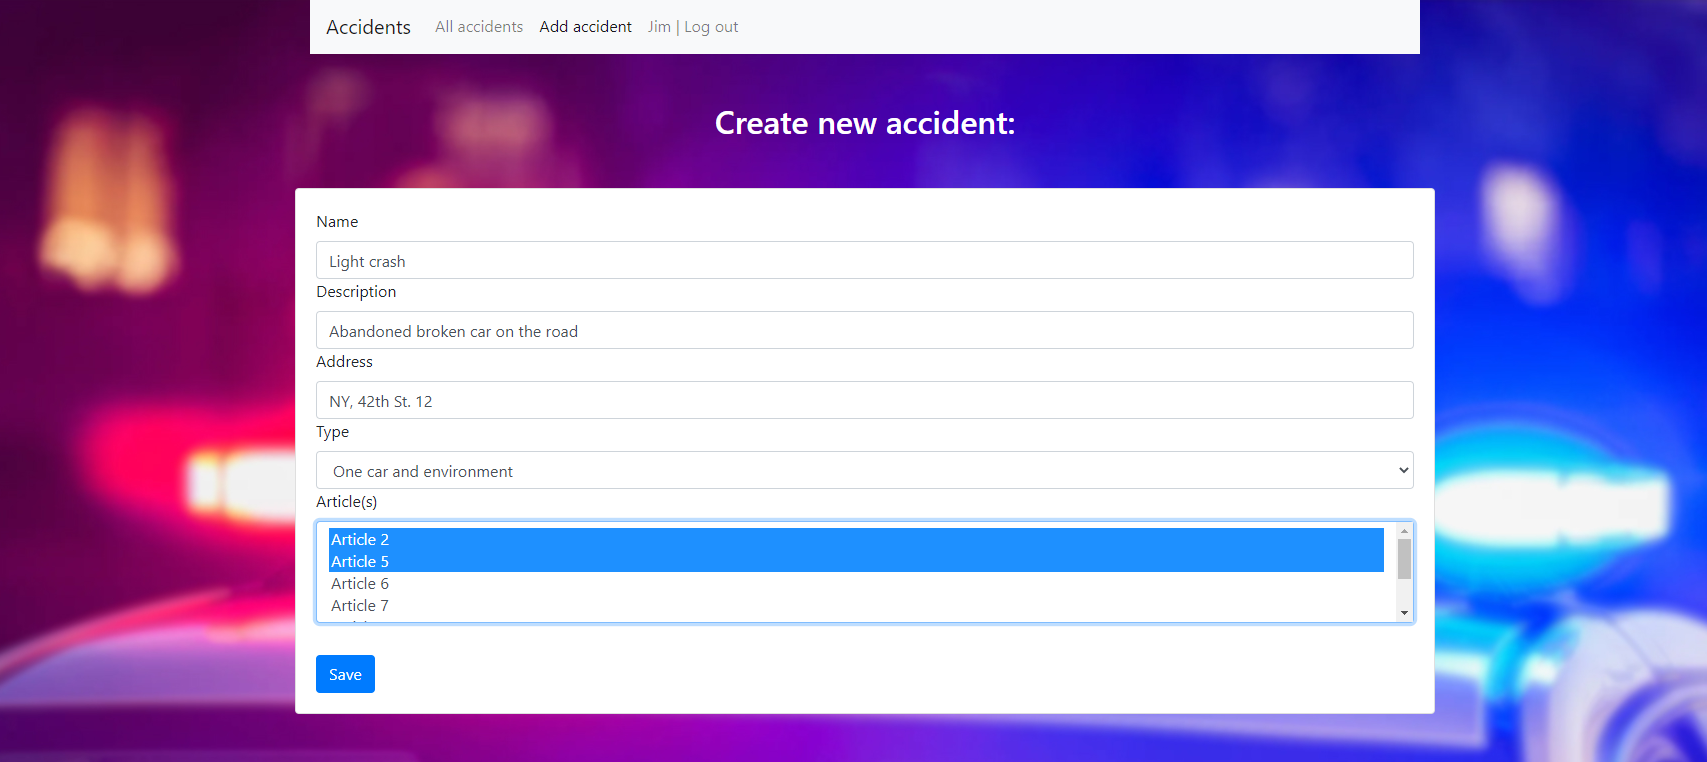 Accidents All accidents Add accident Jim | Log out
Create new accident:
Name
Light crash
Description
Abandoned broken car on the road
Address
NY, 42th St. 12
Type
One car and environment
Article(s)
Article 2
Article 5
Article 6
Article 7
Save